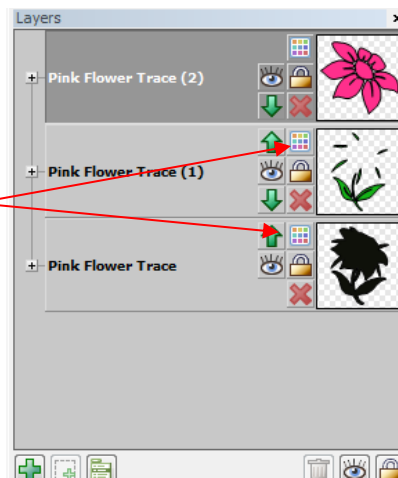 Layers
Pink Flower Trace (2)
Pink Flower Trace (1)
Pink Flower Trace